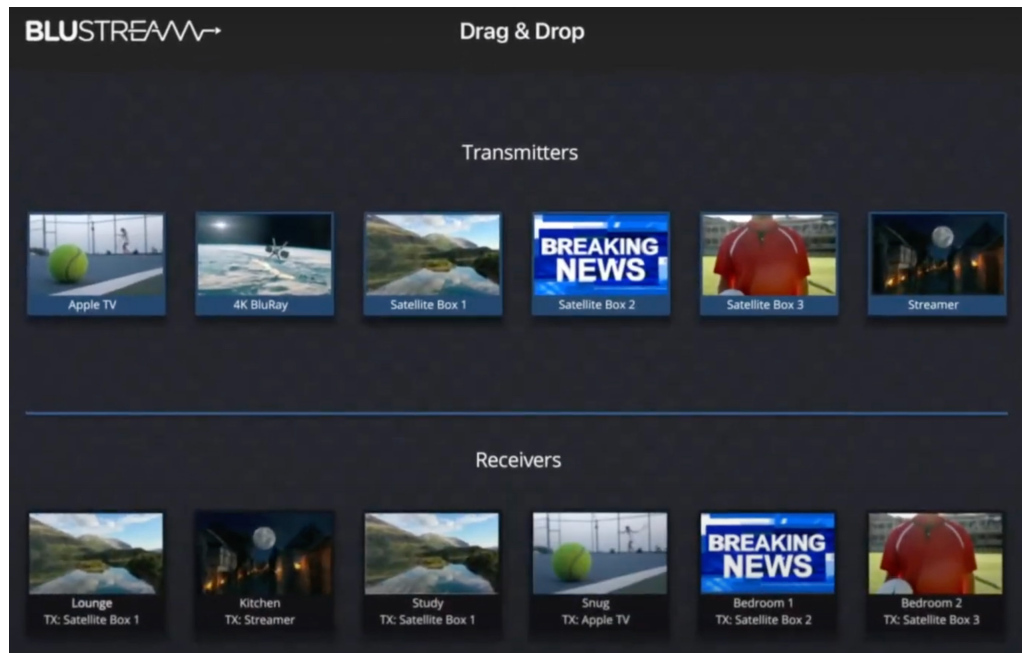 BLUSTREAM
Drag & Drop
Transmitters
BREAKING
NEWS
Apple TV
4K BluRay
Satellite Box 1
Satellite Box 2
Satellite Box 3
Streamer
Receivers
BREAKING
NEWS
Lounge
TX: Satellite Box 1
Kitchen
TX: Streamer
Study
TX: Satellite Box 1
Snug
TX: Apple TV
Bedroom 1
TX: Satellite Box 2
Bedroom 2
TX: Satellite Box 3